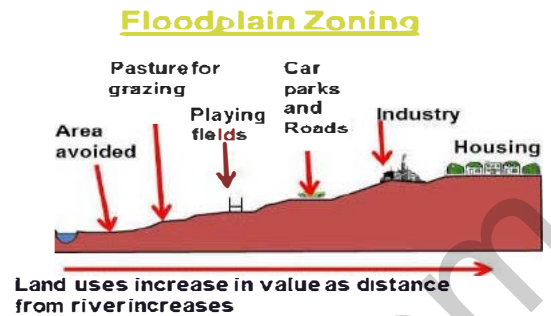 Floodplain Zoning
Pasture for
grazing
Car
parks
and
Roads
Playing
fields
Industry
Area
avoided
Housing
Land uses increase in value as distance
from river increases